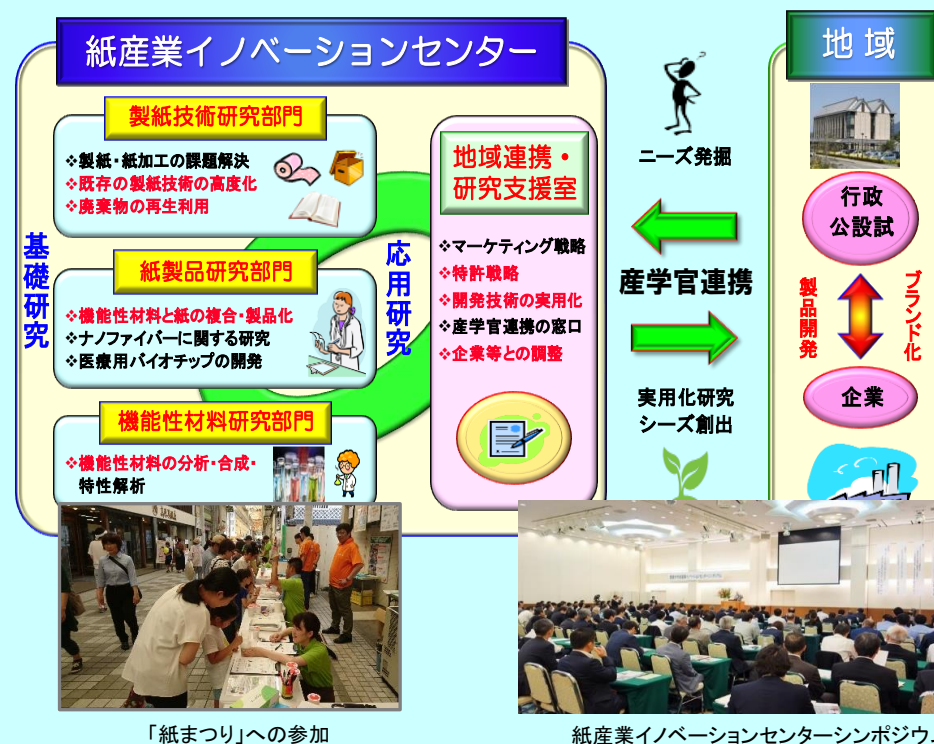 紙産業イノベーションセンター
製紙技術研究部門
❖製紙・紙加工の課題解決
❖既存の製紙技術の高度化
❖廃棄物の再生利用
基礎研究
紙製品研究部門
❖機能性材料と紙の複合・製品化
❖ナノファイバーに関する研究
❖医療用バイオチップの開発
機能性材料研究部門
❖機能性材料の分析・合成・
特性解析
応用研究
地域連携・
研究支援室
❖マーケティング戦略
❖特許戦略
❖開発技術の実用化
❖産学官連携の窓口
❖企業等との調整
ニーズ発掘
産学官連携
実用化研究
シーズ創出
地域
行政
公設試
製品開発
ブランド化
企業
「紙まつり」への参加
紙産業イノベーションセンターシンポジウ